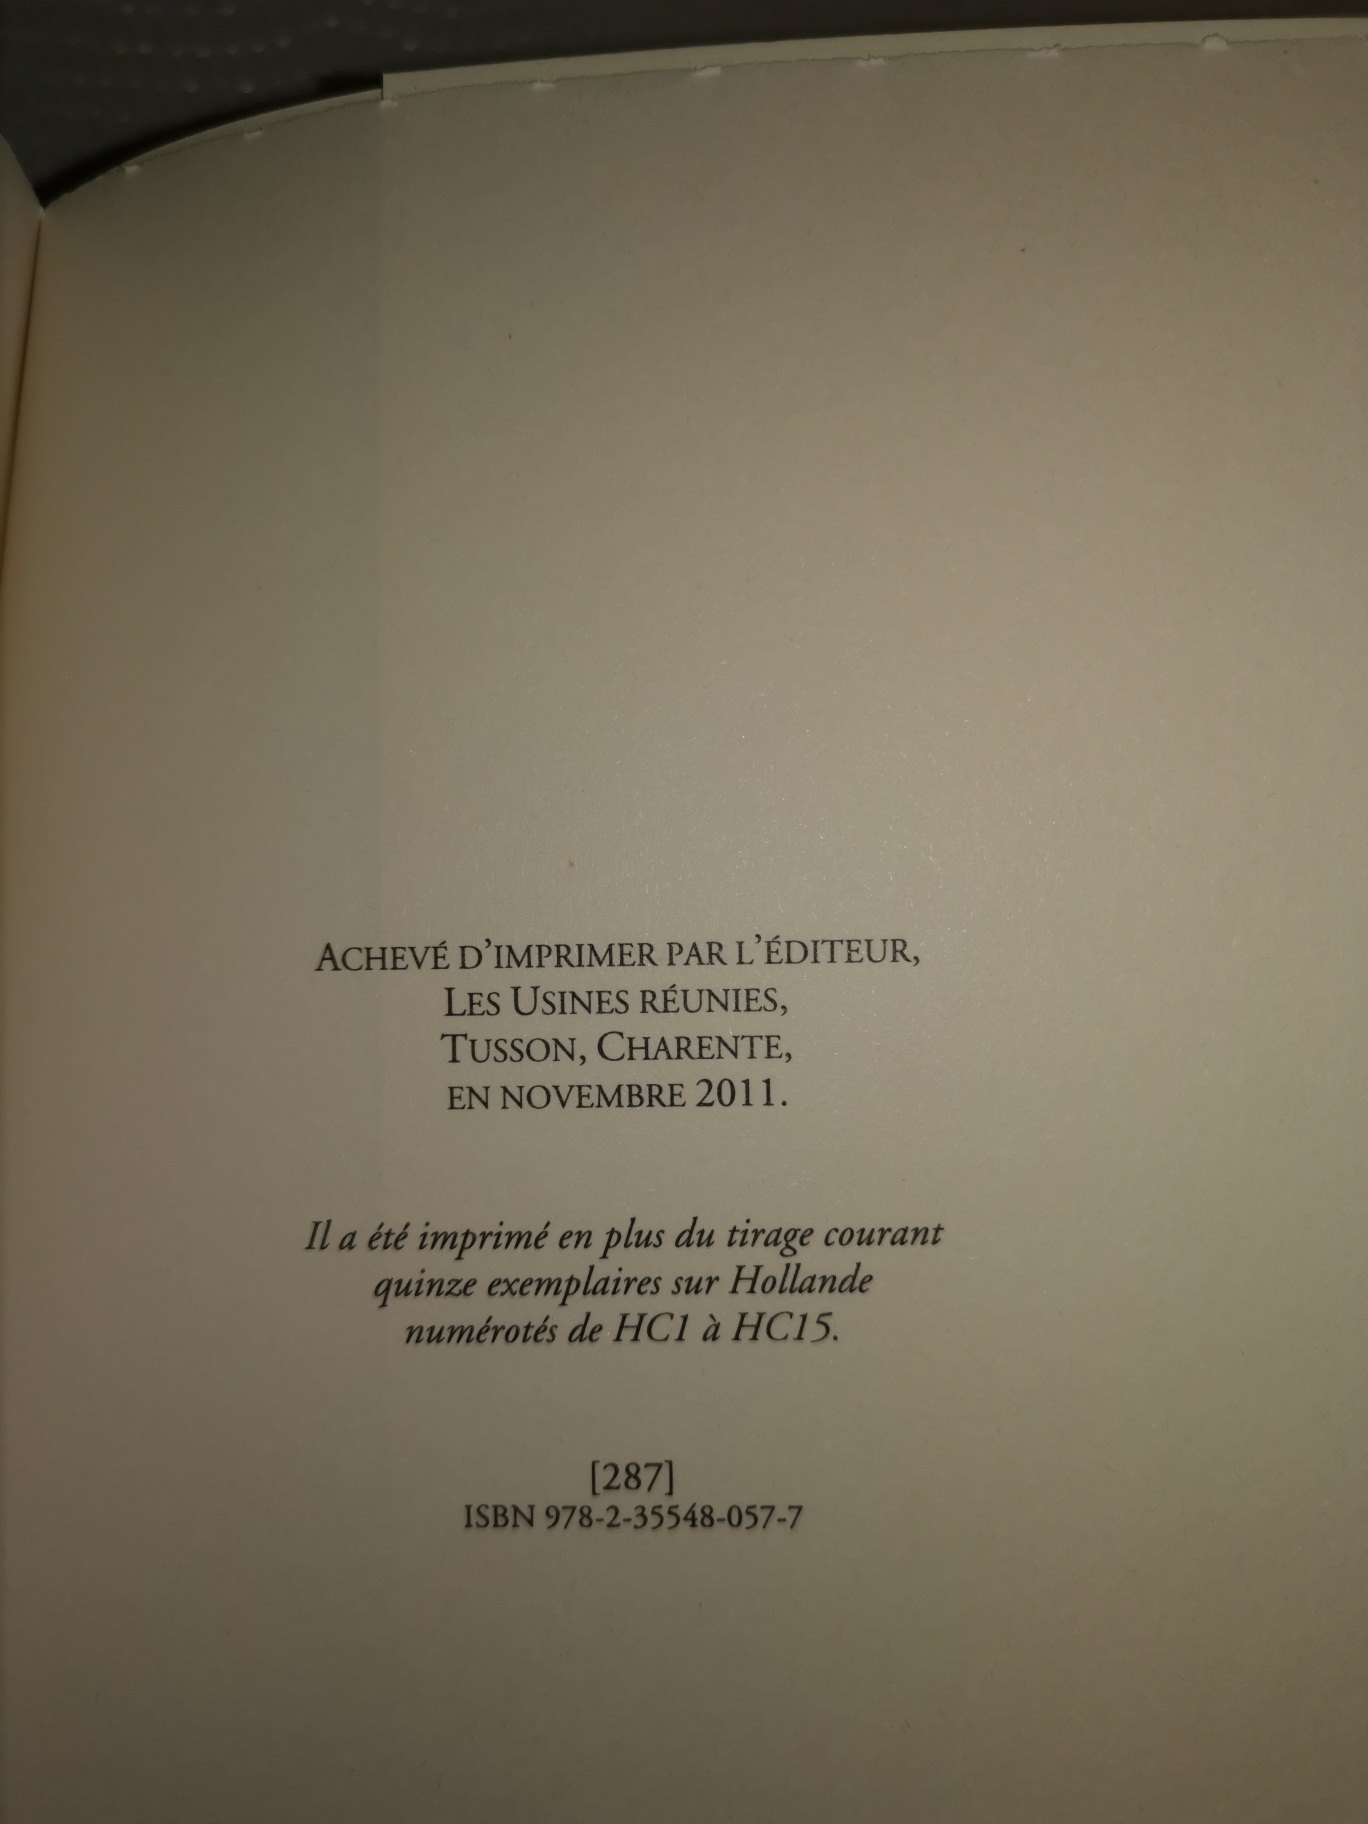 Achevé d'imprimer par l'éditeur,
Les Usines réunies,
Tusson, Charente,
en novembre 2011.
Il a été imprimé en plus du tirage courant
quinze exemplaires sur Hollande
numérotés de HC1 à HC15.
[287]
ISBN 978-2-35548-057-7